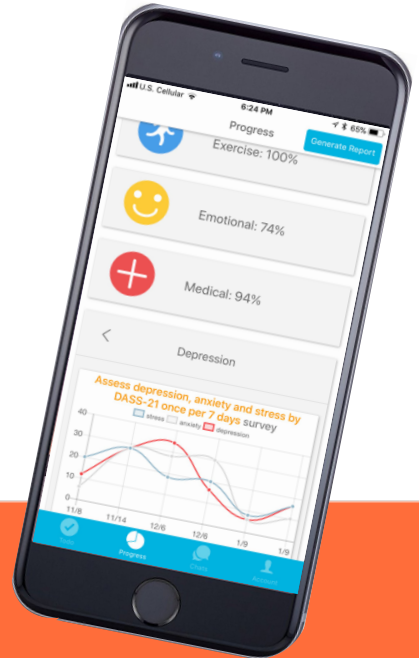 U.S. Cellular
6:24 PM
65%
Progress
Generate Report
Exercise: 100%
Emotional: 74%
Medical: 94%
Depression
Assess depression, anxiety and stress by
DASS-21 once per 7 days survey
stress anxiety depression
40
30
20
10
0
11/8 11/14 12/6 12/6 1/9 1/9
Todo Progress Chats Account